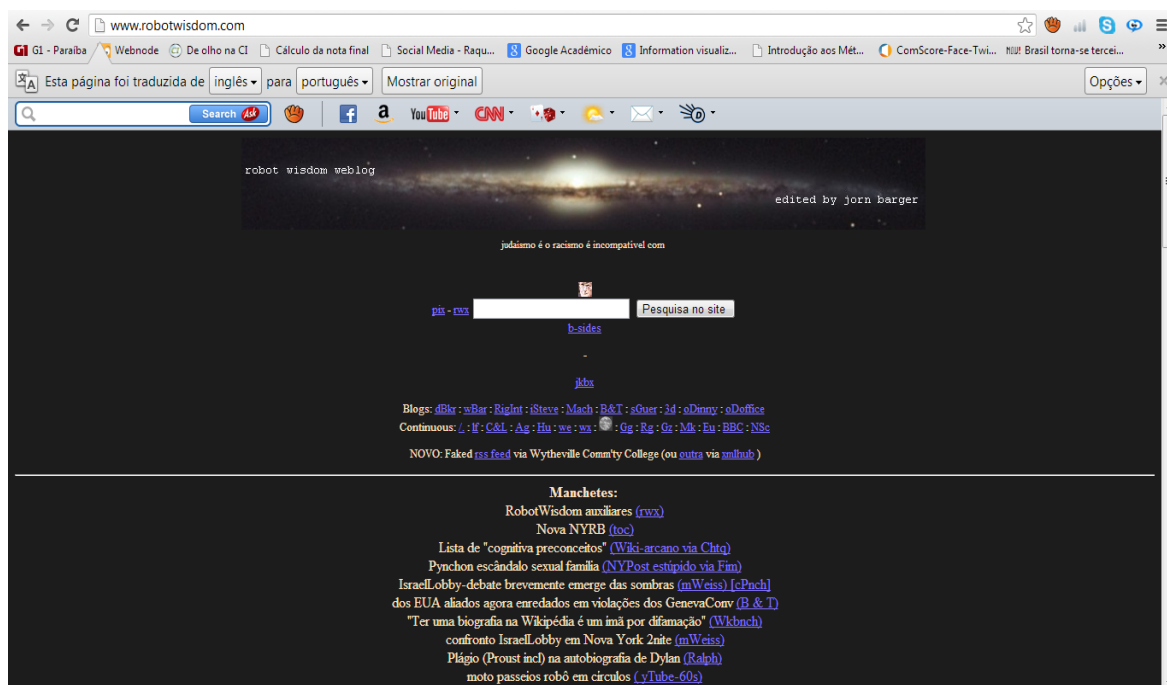 www.robotwisdom.com
G1 G1 - Paraíba Webnode De olho na CI Cálculo da nota final Social Media - Raqu... Google Acadêmico Information visualiz... Introdução aos Mét... ComScore-Face-Twi... Brasil torna-se tercei... »
Esta página foi traduzida de inglês para português Mostrar original Opções
Search Ask a YouTube CNN
robot wisdom weblog
edited by jorn barger
judaismo é o racismo é incompatível com
pix - rwx Pesquisa no site
b-sides
-
jkbx
Blogs: dBkr : wBar : RigInt : iSteve : Mach : B&T : sGuer : 3d : oDinny : oDoffice
Continuous: /. : lf : C&L : Ag : Hu : we : wx : : Gg : Rg : Gr : Mk : Eu : BBC : NSc
NOVO: Faked rss feed via Wytheville Comm'ty College (ou outra via xmlhub )
Manchetes:
RobotWisdom auxiliares (rwx)
Nova NYRB (toc)
Lista de "cognitiva preconceitos" (Wiki-arcano via Chtq)
Pynchon escândalo sexual família (NYPost estúpido via Fim)
IsraelLobby-debate brevemente emerge das sombras (mWeiss) [cPnch]
dos EUA aliados agora enredados em violações dos GenevaConv (B & T)
"Ter uma biografia na Wikipédia é um imã por difamação" (Wkbnch)
confronto IsraelLobby em Nova York 2nite (mWeiss)
Plágio (Proust incl) na autobiografia de Dylan (Ralph)
moto passeios robô em círculos ( yTube-60s)